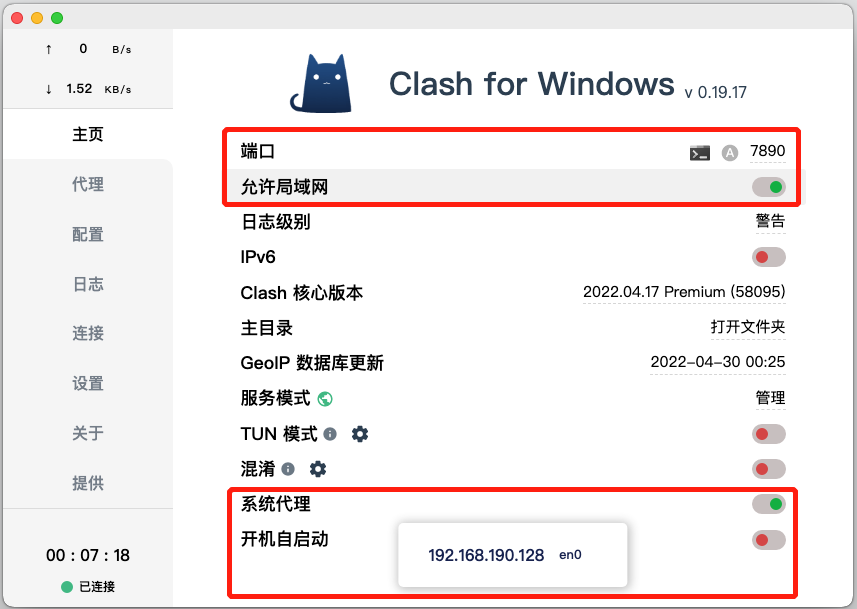 ↑ 0 B/s
↓ 1.52 KB/s
主页
代理
配置
日志
连接
设置
关于
提供
00 : 07 : 18
已连接
Clash for Windows v 0.19.17
端口 A 7890
允许局域网
日志级别 警告
IPv6
Clash 核心版本 2022.04.17 Premium (58095)
主目录 打开文件夹
GeoIP 数据库更新 2022-04-30 00:25
服务模式 管理
TUN 模式
混淆
系统代理
开机自启动
192.168.190.128 en0